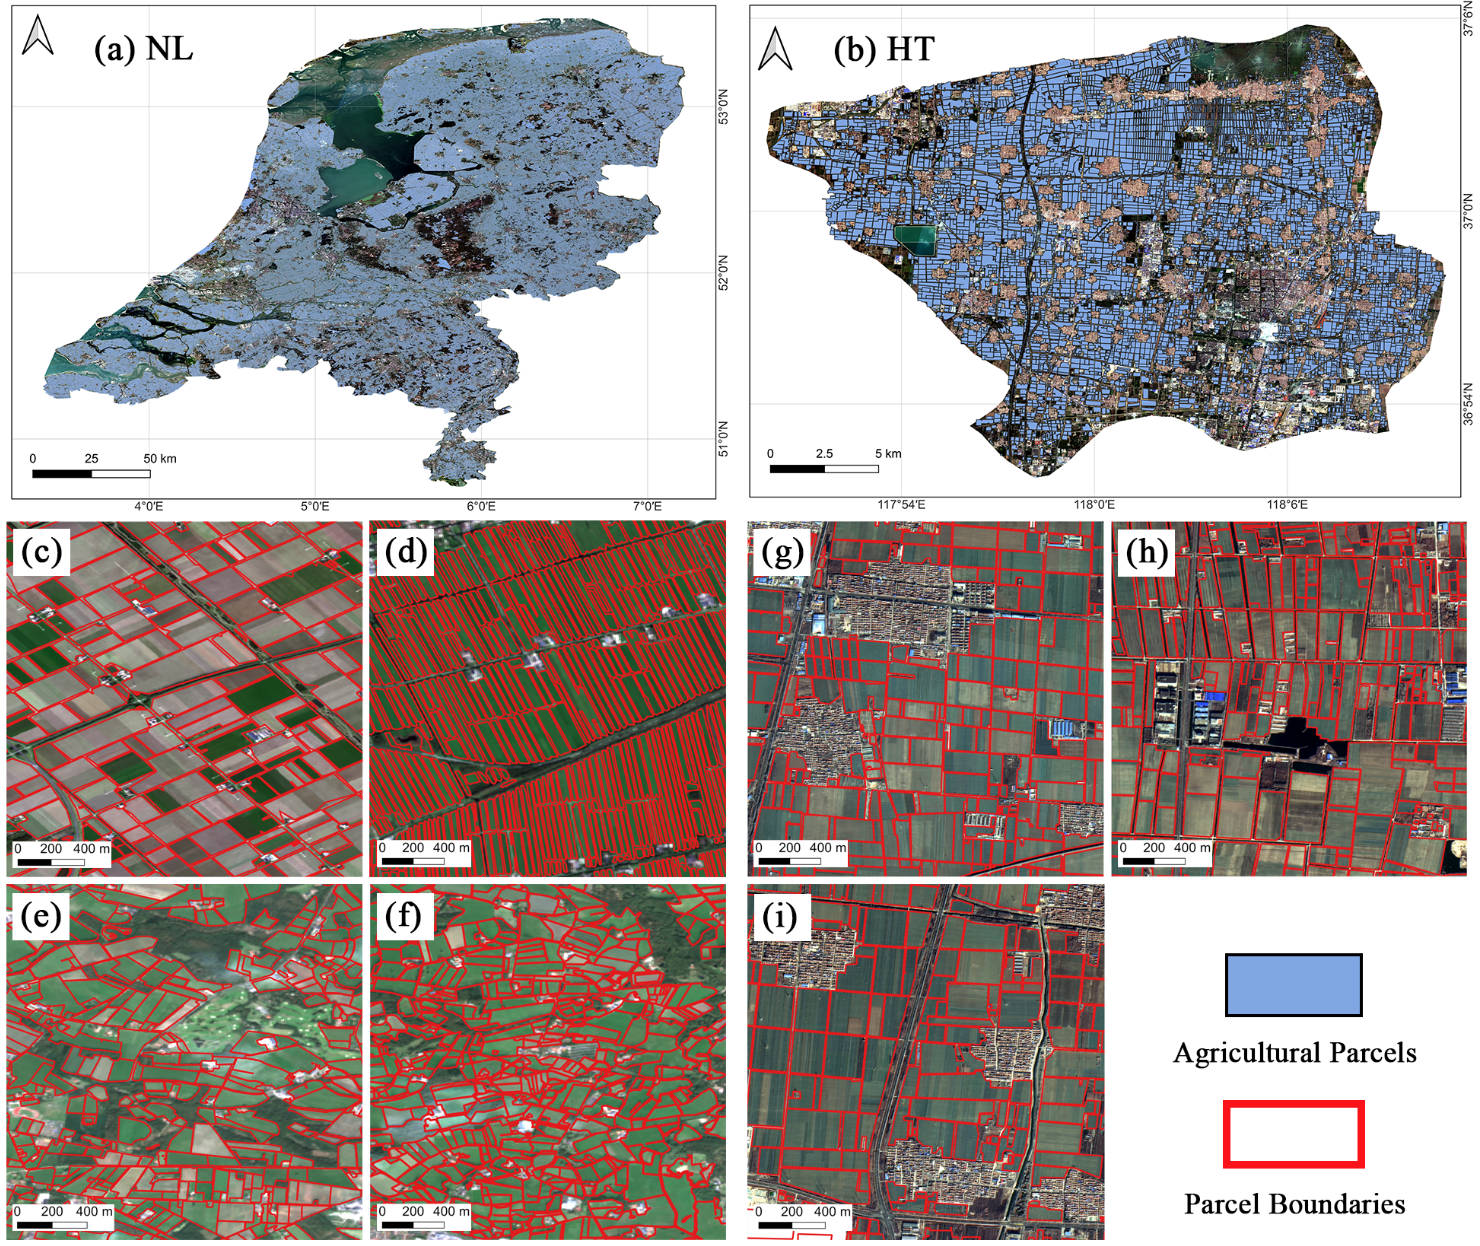 (a) NL
53°0'N
52°0'N
51°0'N
0 25 50 km
4°0'E 5°0'E 6°0'E 7°0'E
(b) HT
37°6'N
37°0'N
36°54'N
0 2.5 5 km
117°54'E 118°0'E 118°6'E
(c)
0 200 400 m
(d)
0 200 400 m
(g)
0 200 400 m
(h)
0 200 400 m
(e)
0 200 400 m
(f)
0 200 400 m
(i)
0 200 400 m
Agricultural Parcels
Parcel Boundaries